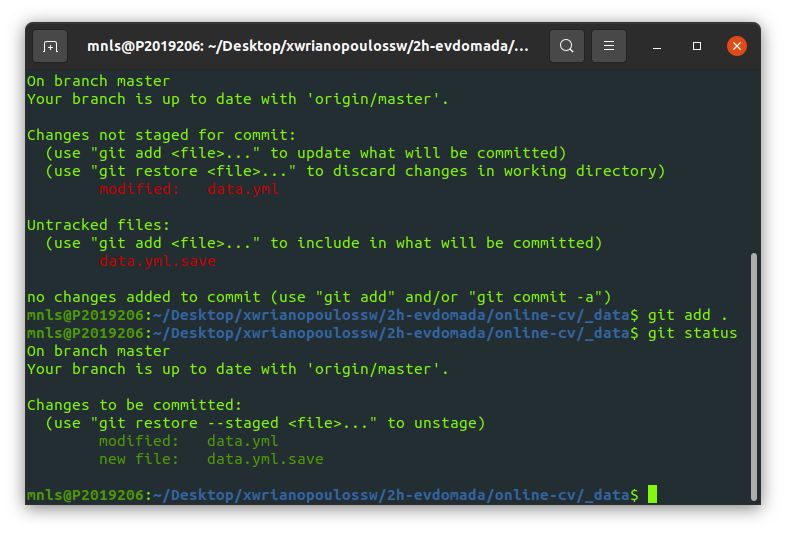 mnls@P2019206: ~/Desktop/xwrianopoulossw/2h-evdomada/...
On branch master
Your branch is up to date with 'origin/master'.
Changes not staged for commit:
  (use "git add <file>..." to update what will be committed)
  (use "git restore <file>..." to discard changes in working directory)
        modified:   data.yml
Untracked files:
  (use "git add <file>..." to include in what will be committed)
        data.yml.save
no changes added to commit (use "git add" and/or "git commit -a")
mnls@P2019206:~/Desktop/xwrianopoulossw/2h-evdomada/online-cv/_data$ git add .
mnls@P2019206:~/Desktop/xwrianopoulossw/2h-evdomada/online-cv/_data$ git status
On branch master
Your branch is up to date with 'origin/master'.
Changes to be committed:
  (use "git restore --staged <file>..." to unstage)
        modified:   data.yml
        new file:   data.yml.save
mnls@P2019206:~/Desktop/xwrianopoulossw/2h-evdomada/online-cv/_data$